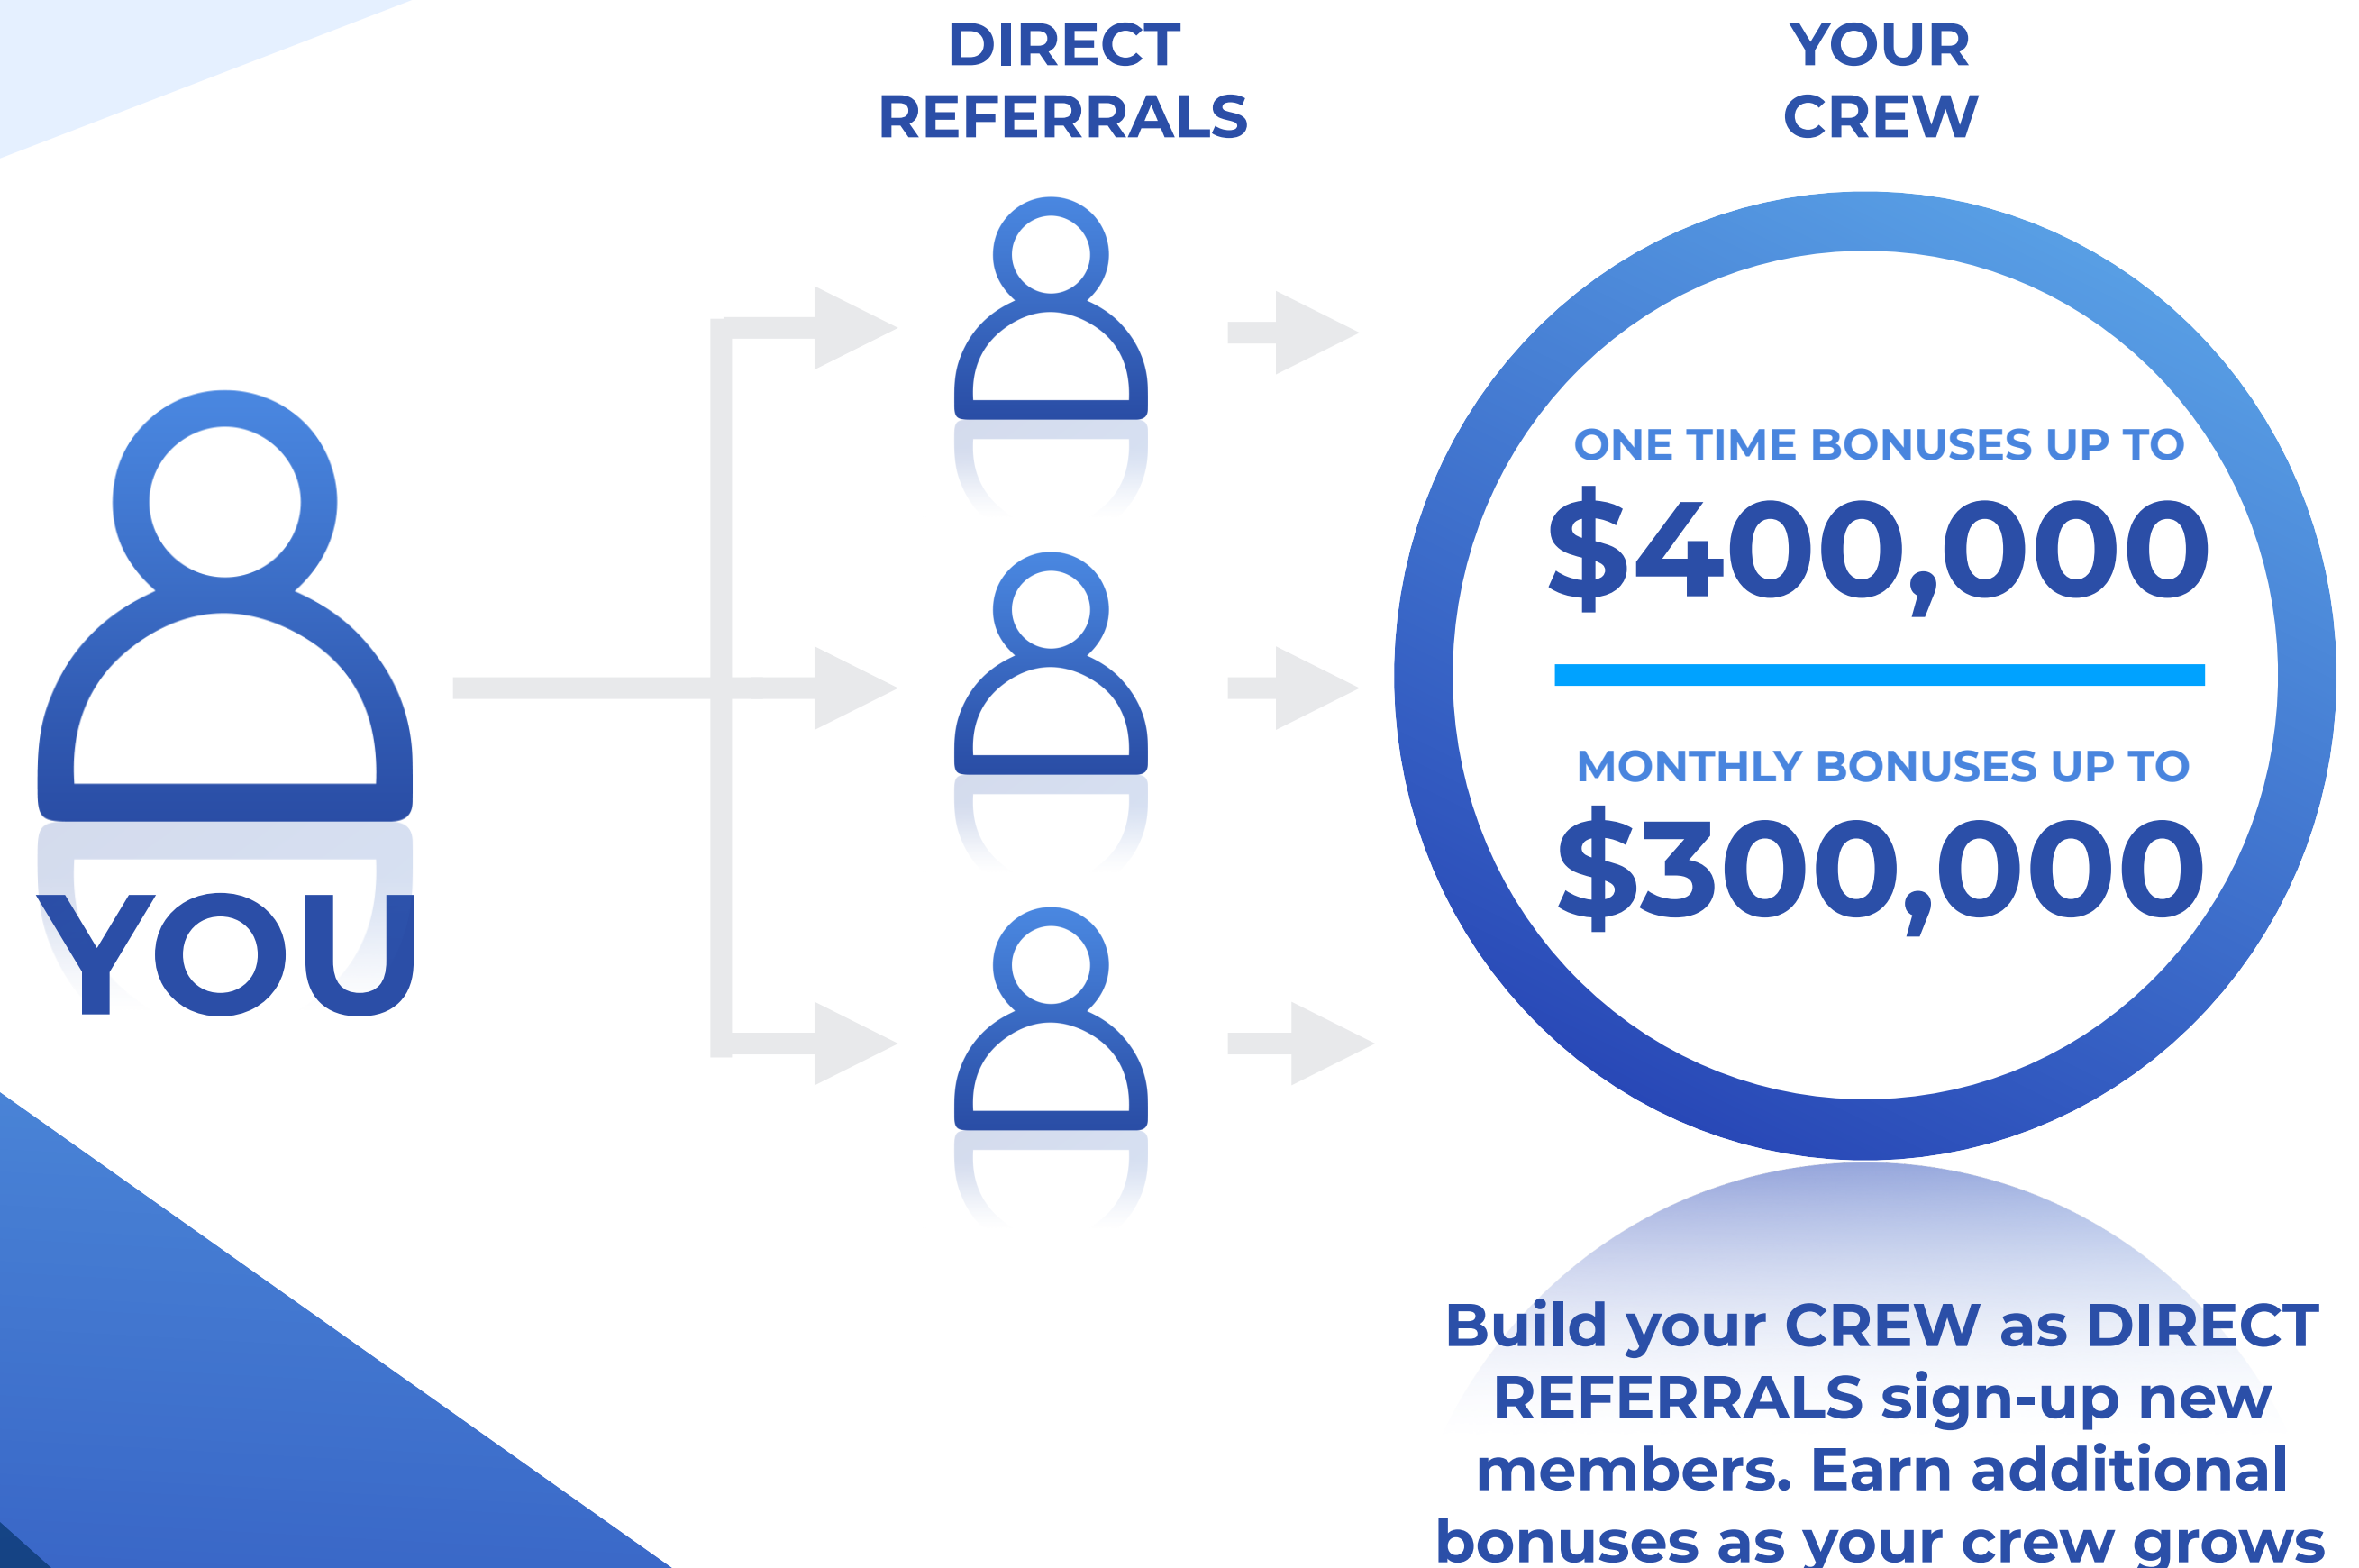 DIRECT
REFERRALS
YOUR
CREW
YOU
ONE TIME BONUSES UP TO
$400,000
MONTHLY BONUSES UP TO
$300,000
Build your CREW as DIRECT
REFERRALS sign-up new
members. Earn additional
bonuses as your crew grows